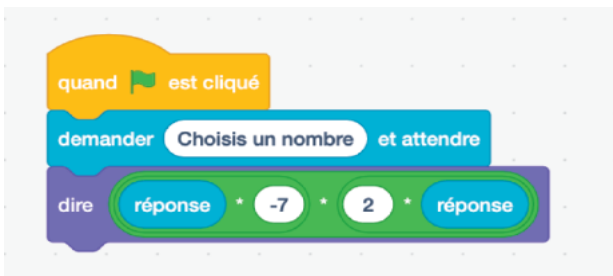 quand est cliqué
demander Choisis un nombre et attendre
dire réponse * -7 * 2 * réponse